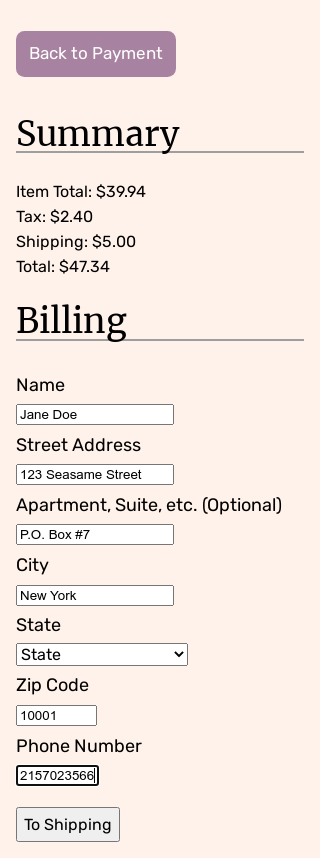 Back to Payment
Summary
Item Total: $39.94
Tax: $2.40
Shipping: $5.00
Total: $47.34
Billing
Name
Jane Doe
Street Address
123 Seasame Street
Apartment, Suite, etc. (Optional)
P.O. Box #7
City
New York
State
State
Zip Code
10001
Phone Number
2157023566
To Shipping